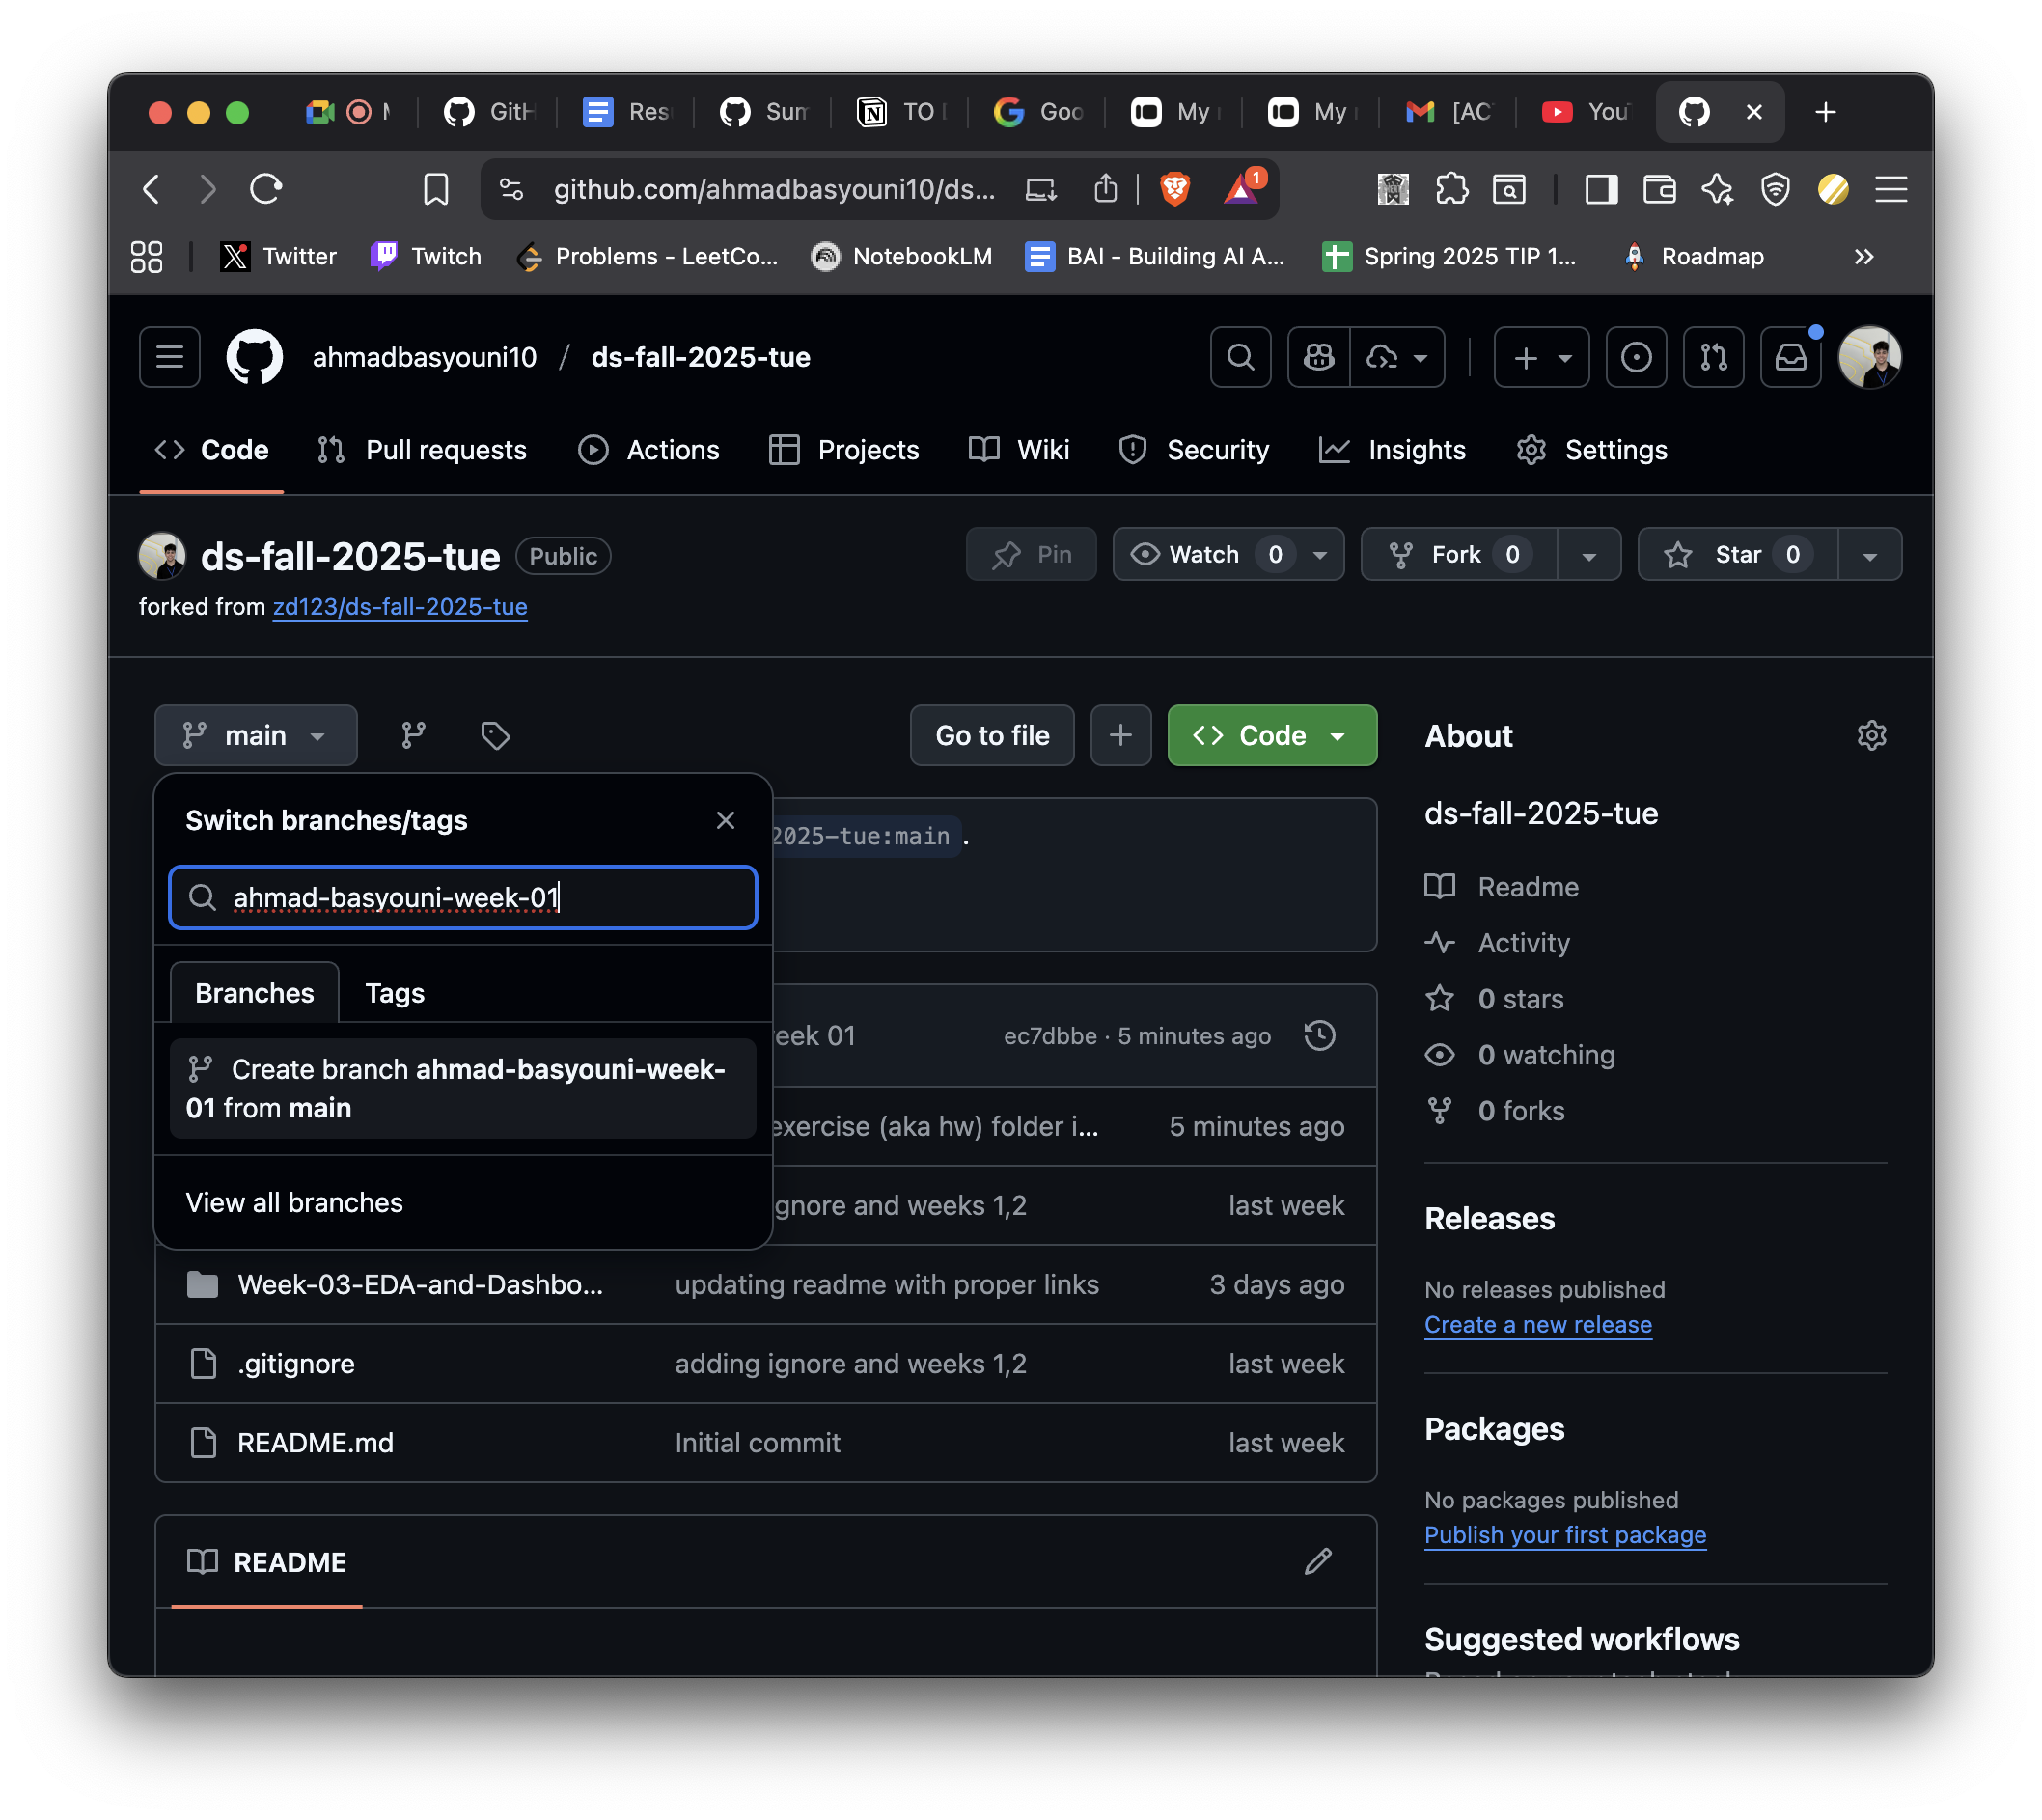 GitH
Res
Sum
TO
Goo
My
My
[AC
You
github.com/ahmadbasyouni10/ds...
1
Twitter
Twitch
Problems - LeetCo...
NotebookLM
BAI - Building AI A...
Spring 2025 TIP 1...
Roadmap
ahmadbasyouni10 / ds-fall-2025-tue
Code
Pull requests
Actions
Projects
Wiki
Security
Insights
Settings
ds-fall-2025-tue
Public
Pin
Watch 0
Fork 0
Star 0
forked from zd123/ds-fall-2025-tue
main
Go to file
Code
Switch branches/tags
2025-tue:main .
ahmad-basyouni-week-01
Branches
Tags
eek 01
ec7dbbe · 5 minutes ago
Create branch ahmad-basyouni-week-
01 from main
exercise (aka hw) folder i...
5 minutes ago
View all branches
gnore and weeks 1,2
last week
Week-03-EDA-and-Dashbo...
updating readme with proper links
3 days ago
.gitignore
adding ignore and weeks 1,2
last week
README.md
Initial commit
last week
README
About
ds-fall-2025-tue
Readme
Activity
0 stars
0 watching
0 forks
Releases
No releases published
Create a new release
Packages
No packages published
Publish your first package
Suggested workflows